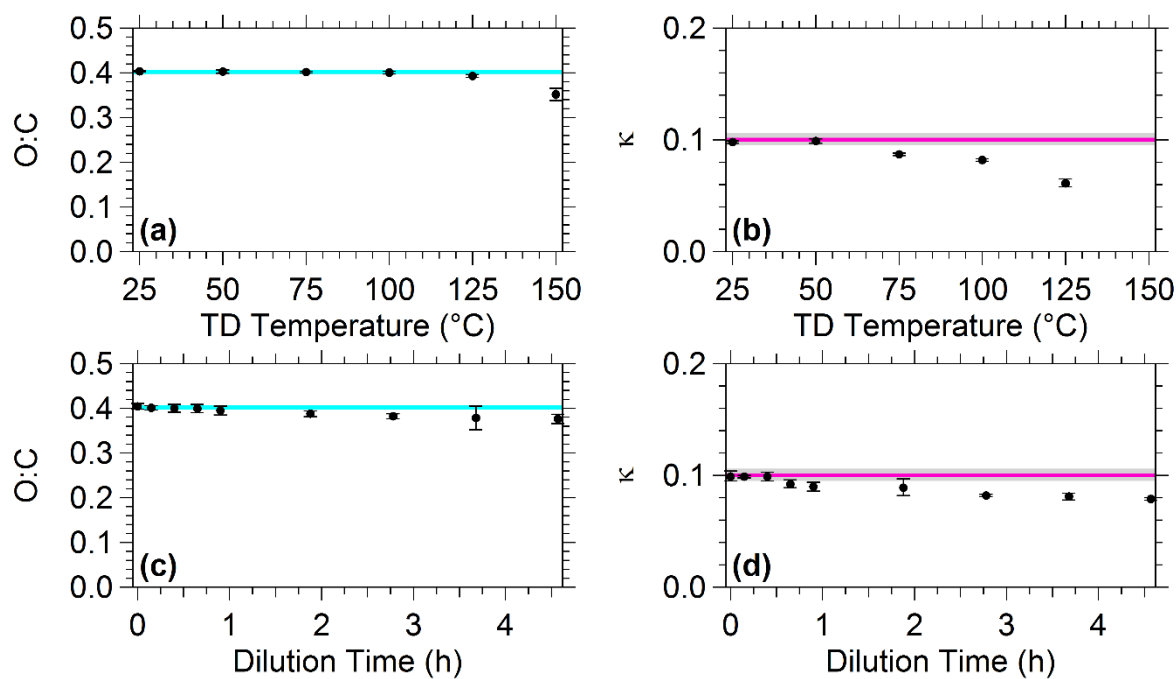 0.5
0.4
0.3
0.2
0.1
0.0
O:C
(a)
25 50 75 100 125 150
TD Temperature (°C)
0.2
0.1
0.0
κ
(b)
25 50 75 100 125 150
TD Temperature (°C)
0.5
0.4
0.3
0.2
0.1
0.0
O:C
(c)
0 1 2 3 4
Dilution Time (h)
0.2
0.1
0.0
κ
(d)
0 1 2 3 4
Dilution Time (h)